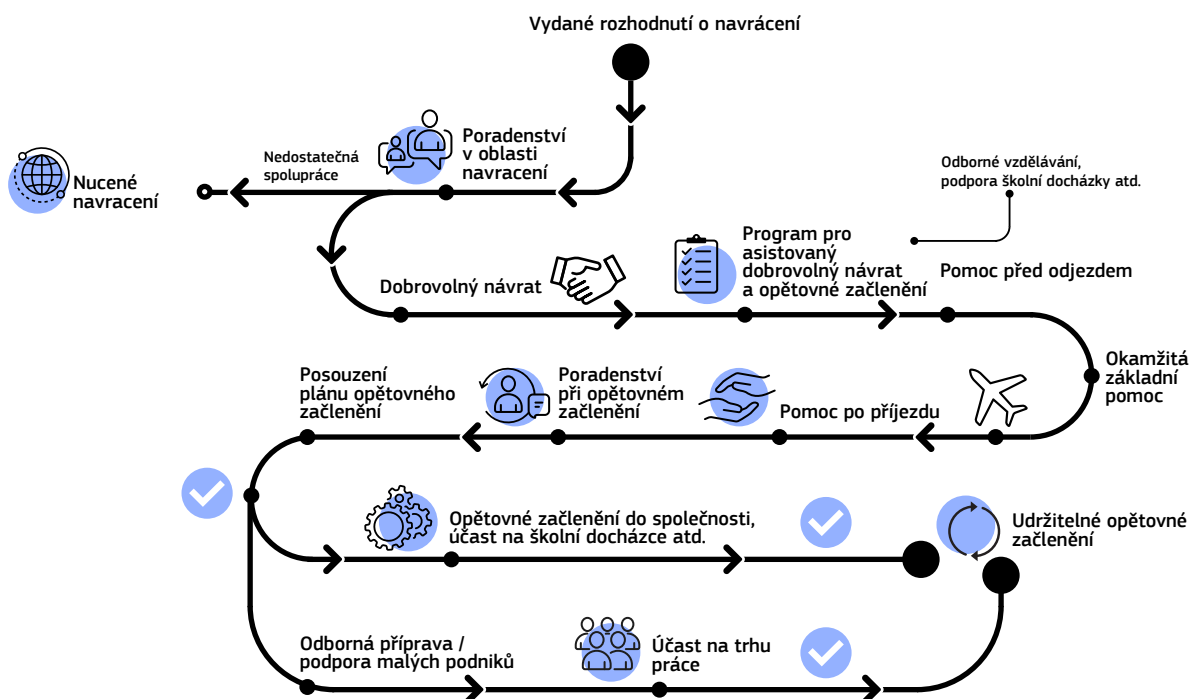 Vydané rozhodnutí o navrácení
Poradenství
v oblasti
navracení
Nedostatečná
spolupráce
Nucené
navracení
Odborné vzdělávání,
podpora školní docházky atd.
Dobrovolný návrat
Program pro
asistovaný
dobrovolný návrat
a opětovné začlenění
Pomoc před odjezdem
Okamžitá
základní
pomoc
Pomoc po příjezdu
Poradenství
při opětovném
začlenění
Posouzení
plánu opětovného
začlenění
Opětovné začlenění do společnosti,
účast na školní docházce atd.
Udržitelné opětovné
začlenění
Odborná příprava /
podpora malých podniků
Účast na trhu
práce